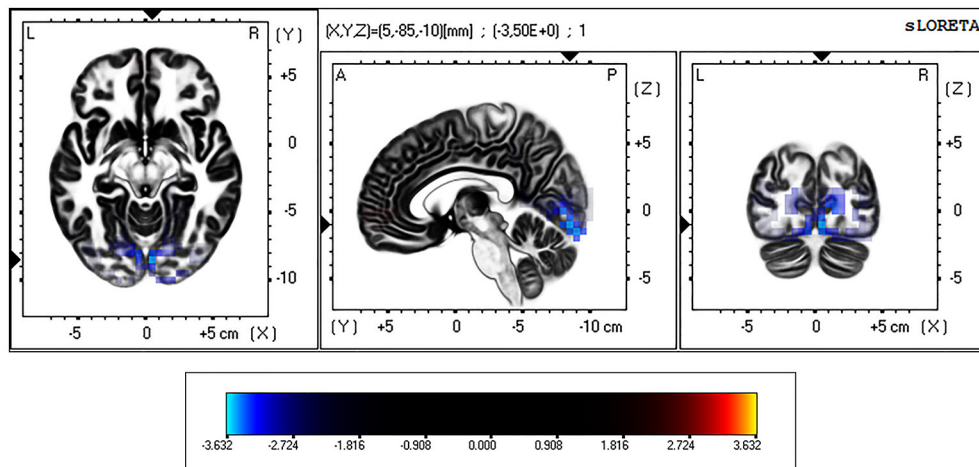 L R (Y)
+5
0
-5
-10
-5 0 +5 cm (X)
(X,Y,Z)=(5,-85,-10)[mm] ; (-3,50E+0) ; 1
sLORETA
A P (Z)
+5
0
-5
(Y) +5 0 -5 -10 cm
L R (Z)
+5
0
-5
-5 0 +5 cm (X)
-3.632 -2.724 -1.816 -0.908 0.000 0.908 1.816 2.724 3.632